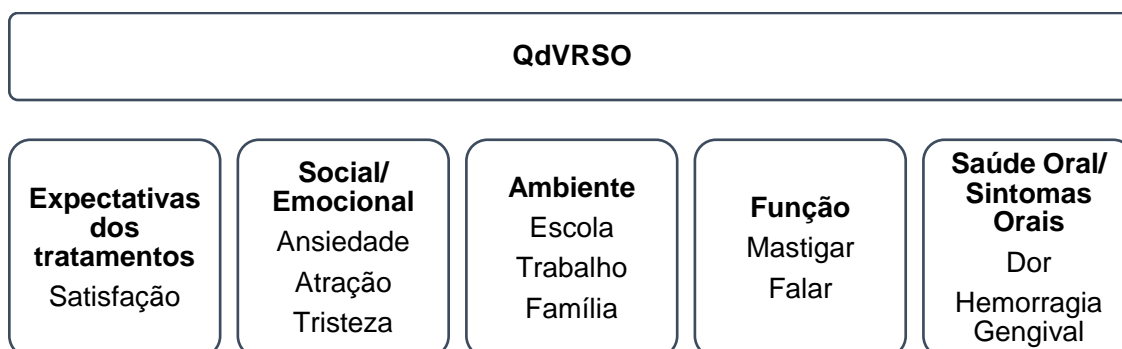 QdVRSO
Expectativas
dos
tratamentos
Satisfação
Social/
Emocional
Ansiedade
Atração
Tristeza
Ambiente
Escola
Trabalho
Família
Função
Mastigar
Falar
Saúde Oral/
Sintomas
Orais
Dor
Hemorragia
Gengival